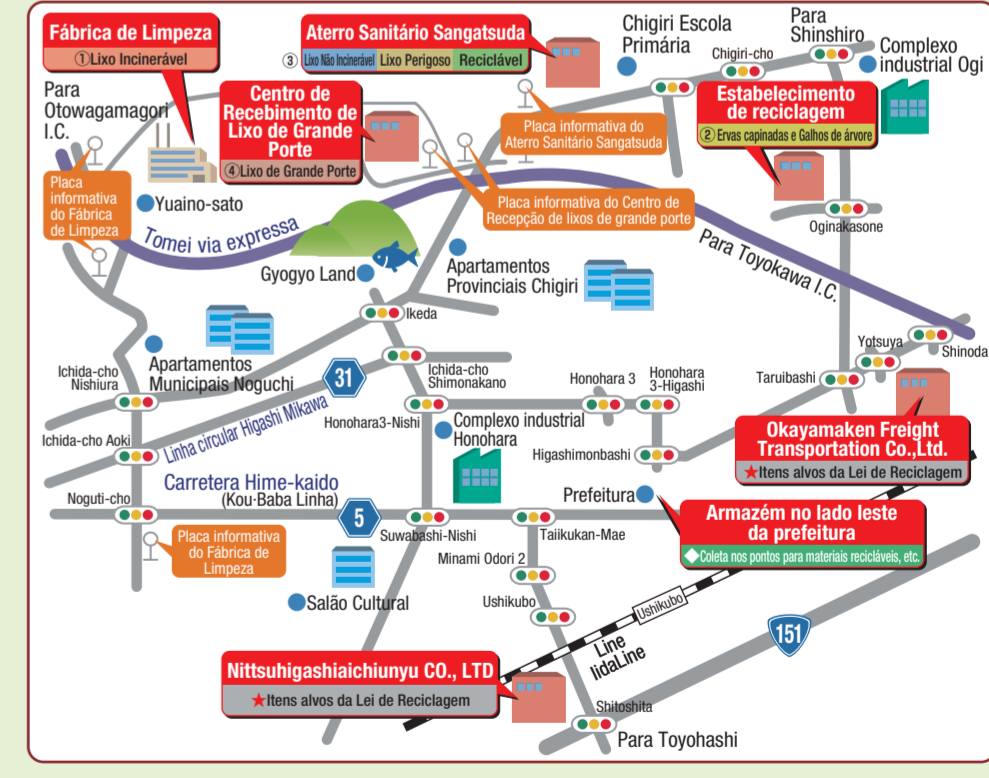 Fábrica de Limpeza
①Lixo Incinerável
Aterro Sanitário Sangatsuda
③ Lixo Não Incinerável Lixo Perigoso Reciclável
Chigiri Escola
Primária
Para
Shinshiro
Chigiri-cho
Complexo
industrial Ogi
Para
Otowagamagori
I.C.
Centro de
Recebimento de
Lixo de Grande
Porte
④Lixo de Grande Porte
Placa informativa do
Aterro Sanitário Sangatsuda
Estabelecimento
de reciclagem
② Ervas capinadas e Galhos de árvore
Placa
informativa
do Fábrica
de Limpeza
Yuaino-sato
Placa informativa do Centro de
Recepção de lixos de grande porte
Oginakasone
Tomei via expressa
Para Toyokawa I.C.
Gyogyo Land
Apartamentos
Provinciais Chigiri
Ikeda
Apartamentos
Municipais Noguchi
Ichida-cho
Nishiura
31
Ichida-cho
Shimonakano
Honohara 3
Honohara
3-Higashi
Taruibashi
Yotsuya
Shinoda
Linha circular Higashi Mikawa
Honohara3-Nishi
Complexo industrial
Honohara
Ichida-cho Aoki
Higashimonbashi
Okayamaken Freight
Transportation Co.,Ltd.
★Itens alvos da Lei de Reciclagem
Carretera Hime-kaido
(Kou·Baba Linha)
Noguti-cho
5
Prefeitura
Armazém no lado leste
da prefeitura
◆Coleta nos pontos para materiais recicláveis, etc.
Suwabashi-Nishi
Taiikukan-Mae
Placa informativa
do Fábrica de
Limpeza
Minami Odori 2
Salão Cultural
Ushikubo
Ushikubo
Line
IidaLine
151
Nittsuhigashiaichiunyu CO., LTD
★Itens alvos da Lei de Reciclagem
Shitoshita
Para Toyohashi